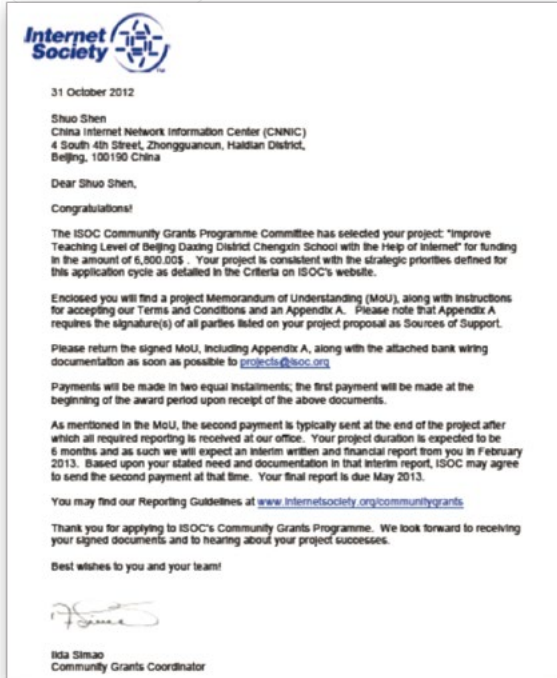 Internet
Society
TM
31 October 2012
Shuo Shen
China Internet Network Information Center (CNNIC)
4 South 4th Street, Zhongguancun, Haidian District,
Beijing, 100190 China
Dear Shuo Shen,
Congratulations!
The ISOC Community Grants Programme Committee has selected your project: "Improve
Teaching Level of Beijing Daxing District Chengxin School with the Help of Internet" for funding
in the amount of 6,800.00$ . Your project is consistent with the strategic priorities defined for
this application cycle as detailed in the Criteria on ISOC's website.
Enclosed you will find a project Memorandum of Understanding (MoU), along with instructions
for accepting our Terms and Conditions and an Appendix A. Please note that Appendix A
requires the signature(s) of all parties listed on your project proposal as Sources of Support.
Please return the signed MoU, including Appendix A, along with the attached bank wiring
documentation as soon as possible to projects@isoc.org
Payments will be made in two equal installments; the first payment will be made at the
beginning of the award period upon receipt of the above documents.
As mentioned in the MoU, the second payment is typically sent at the end of the project after
which all required reporting is received at our office. Your project duration is expected to be
6 months and as such we will expect an interim written and financial report from you in February
2013. Based upon your stated need and documentation in that interim report, ISOC may agree
to send the second payment at that time. Your final report is due May 2013.
You may find our Reporting Guidelines at www.internetsociety.org/communitygrants
Thank you for applying to ISOC's Community Grants Programme. We look forward to receiving
your signed documents and to hearing about your project successes.
Best wishes to you and your team!
Ilda Simao
Community Grants Coordinator